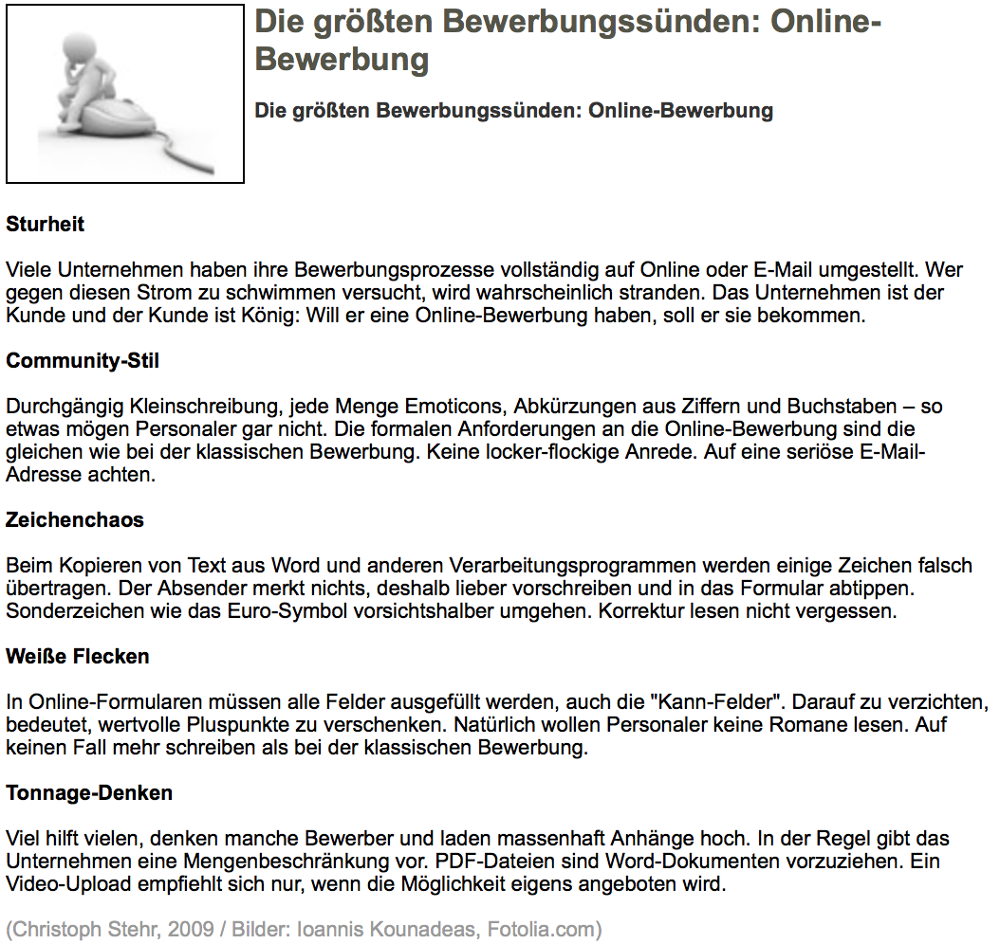 Die größten Bewerbungssünden: Online-
Bewerbung
Die größten Bewerbungssünden: Online-Bewerbung
Sturheit
Viele Unternehmen haben ihre Bewerbungsprozesse vollständig auf Online oder E-Mail umgestellt. Wer
gegen diesen Strom zu schwimmen versucht, wird wahrscheinlich stranden. Das Unternehmen ist der
Kunde und der Kunde ist König: Will er eine Online-Bewerbung haben, soll er sie bekommen.
Community-Stil
Durchgängig Kleinschreibung, jede Menge Emoticons, Abkürzungen aus Ziffern und Buchstaben – so
etwas mögen Personaler gar nicht. Die formalen Anforderungen an die Online-Bewerbung sind die
gleichen wie bei der klassischen Bewerbung. Keine locker-flockige Anrede. Auf eine seriöse E-Mail-
Adresse achten.
Zeichenchaos
Beim Kopieren von Text aus Word und anderen Verarbeitungsprogrammen werden einige Zeichen falsch
übertragen. Der Absender merkt nichts, deshalb lieber vorschreiben und in das Formular abtippen.
Sonderzeichen wie das Euro-Symbol vorsichtshalber umgehen. Korrektur lesen nicht vergessen.
Weiße Flecken
In Online-Formularen müssen alle Felder ausgefüllt werden, auch die "Kann-Felder". Darauf zu verzichten,
bedeutet, wertvolle Pluspunkte zu verschenken. Natürlich wollen Personaler keine Romane lesen. Auf
keinen Fall mehr schreiben als bei der klassischen Bewerbung.
Tonnage-Denken
Viel hilft vielen, denken manche Bewerber und laden massenhaft Anhänge hoch. In der Regel gibt das
Unternehmen eine Mengenbeschränkung vor. PDF-Dateien sind Word-Dokumenten vorzuziehen. Ein
Video-Upload empfiehlt sich nur, wenn die Möglichkeit eigens angeboten wird.
(Christoph Stehr, 2009 / Bilder: Ioannis Kounadeas, Fotolia.com)